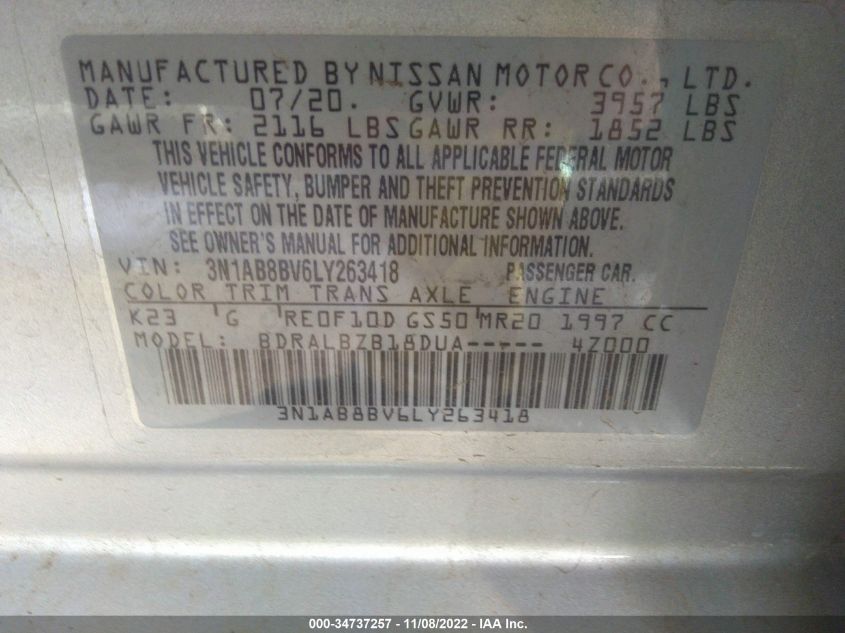 MANUFACTURED BY NISSAN MOTOR CO., LTD.
DATE: 07/20. GVWR: 3957 LBS
GAWR FR: 2116 LBS GAWR RR: 1852 LBS
THIS VEHICLE CONFORMS TO ALL APPLICABLE FEDERAL MOTOR
VEHICLE SAFETY, BUMPER AND THEFT PREVENTION STANDARDS
IN EFFECT ON THE DATE OF MANUFACTURE SHOWN ABOVE.
SEE OWNER'S MANUAL FOR ADDITIONAL INFORMATION
VIN: 3N1AB8BV6LY263418 PASSENGER CAR.
COLOR TRIM TRANS AXLE ENGINE
K23 G RE0F10D GS50 MR20 1997 CC
MODEL: BDRALBZB18DUA----- 4Z000
3N1AB8BV6LY263418
000-34737257 - 11/08/2022 - IAA Inc.